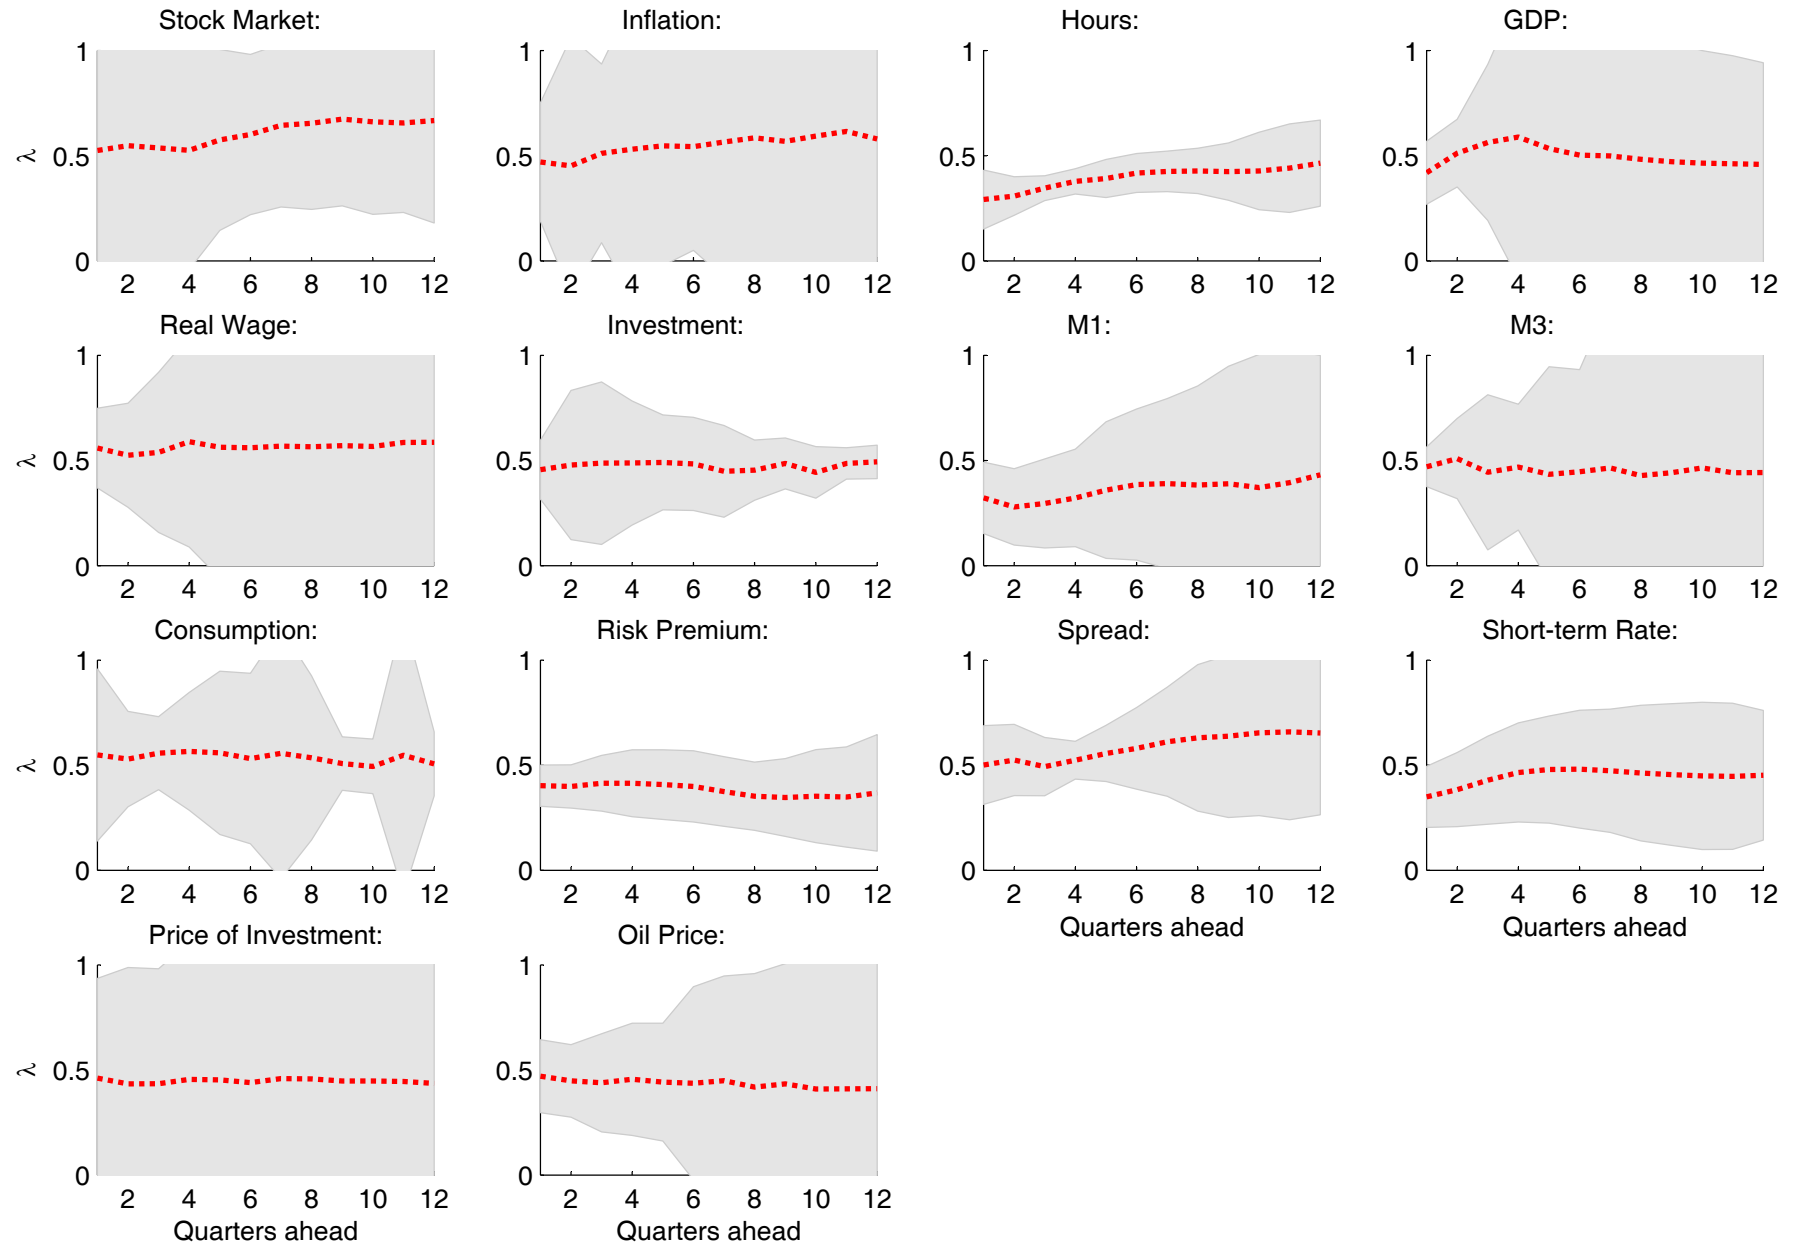 Stock Market: Inflation: Hours: GDP:
1 1 1 1
λ 0.5 0.5 0.5 0.5
0 0 0 0
2 4 6 8 10 12 2 4 6 8 10 12 2 4 6 8 10 12 2 4 6 8 10 12
Real Wage: Investment: M1: M3:
1 1 1 1
λ 0.5 0.5 0.5 0.5
0 0 0 0
2 4 6 8 10 12 2 4 6 8 10 12 2 4 6 8 10 12 2 4 6 8 10 12
Consumption: Risk Premium: Spread: Short-term Rate:
1 1 1 1
λ 0.5 0.5 0.5 0.5
0 0 0 0
2 4 6 8 10 12 2 4 6 8 10 12 2 4 6 8 10 12 2 4 6 8 10 12
Quarters ahead Quarters ahead
Price of Investment: Oil Price:
1 1
λ 0.5 0.5
0 0
2 4 6 8 10 12 2 4 6 8 10 12
Quarters ahead Quarters ahead